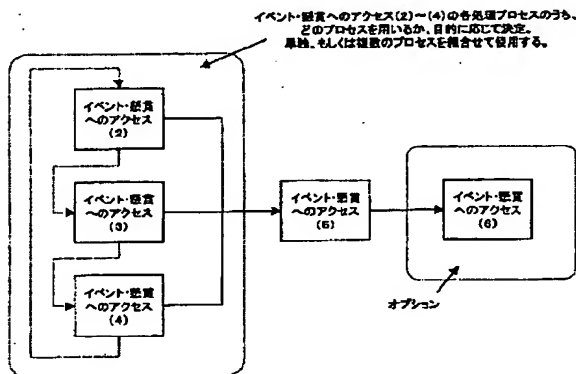 イベント・懸賞へのアクセス(2)～(4)の各処理プロセスのうち、
どのプロセスを用いるか、目的に応じて決定。
単独、もしくは複数のプロセスを組合せて使用する。
イベント・懸賞
へのアクセス
(2)
イベント・懸賞
へのアクセス
(3)
イベント・懸賞
へのアクセス
(4)
イベント・懸賞
へのアクセス
(5)
イベント・懸賞
へのアクセス
(6)
オプション